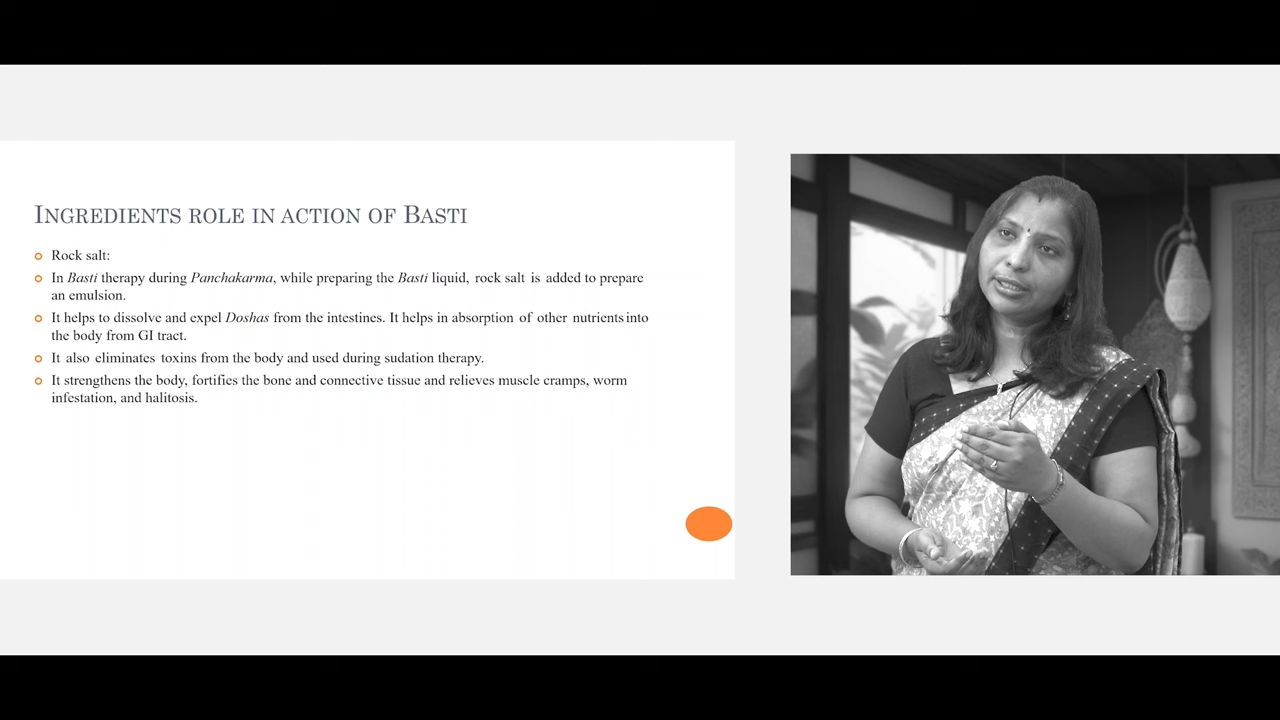 INGREDIENTS ROLE IN ACTION OF BASTI
Rock salt:
In Basti therapy during Panchakarma, while preparing the Basti liquid, rock salt is added to prepare
an emulsion.
It helps to dissolve and expel Doshas from the intestines. It helps in absorption of other nutrients into
the body from GI tract.
It also eliminates toxins from the body and used during sudation therapy.
It strengthens the body, fortifies the bone and connective tissue and relieves muscle cramps, worm
infestation, and halitosis.